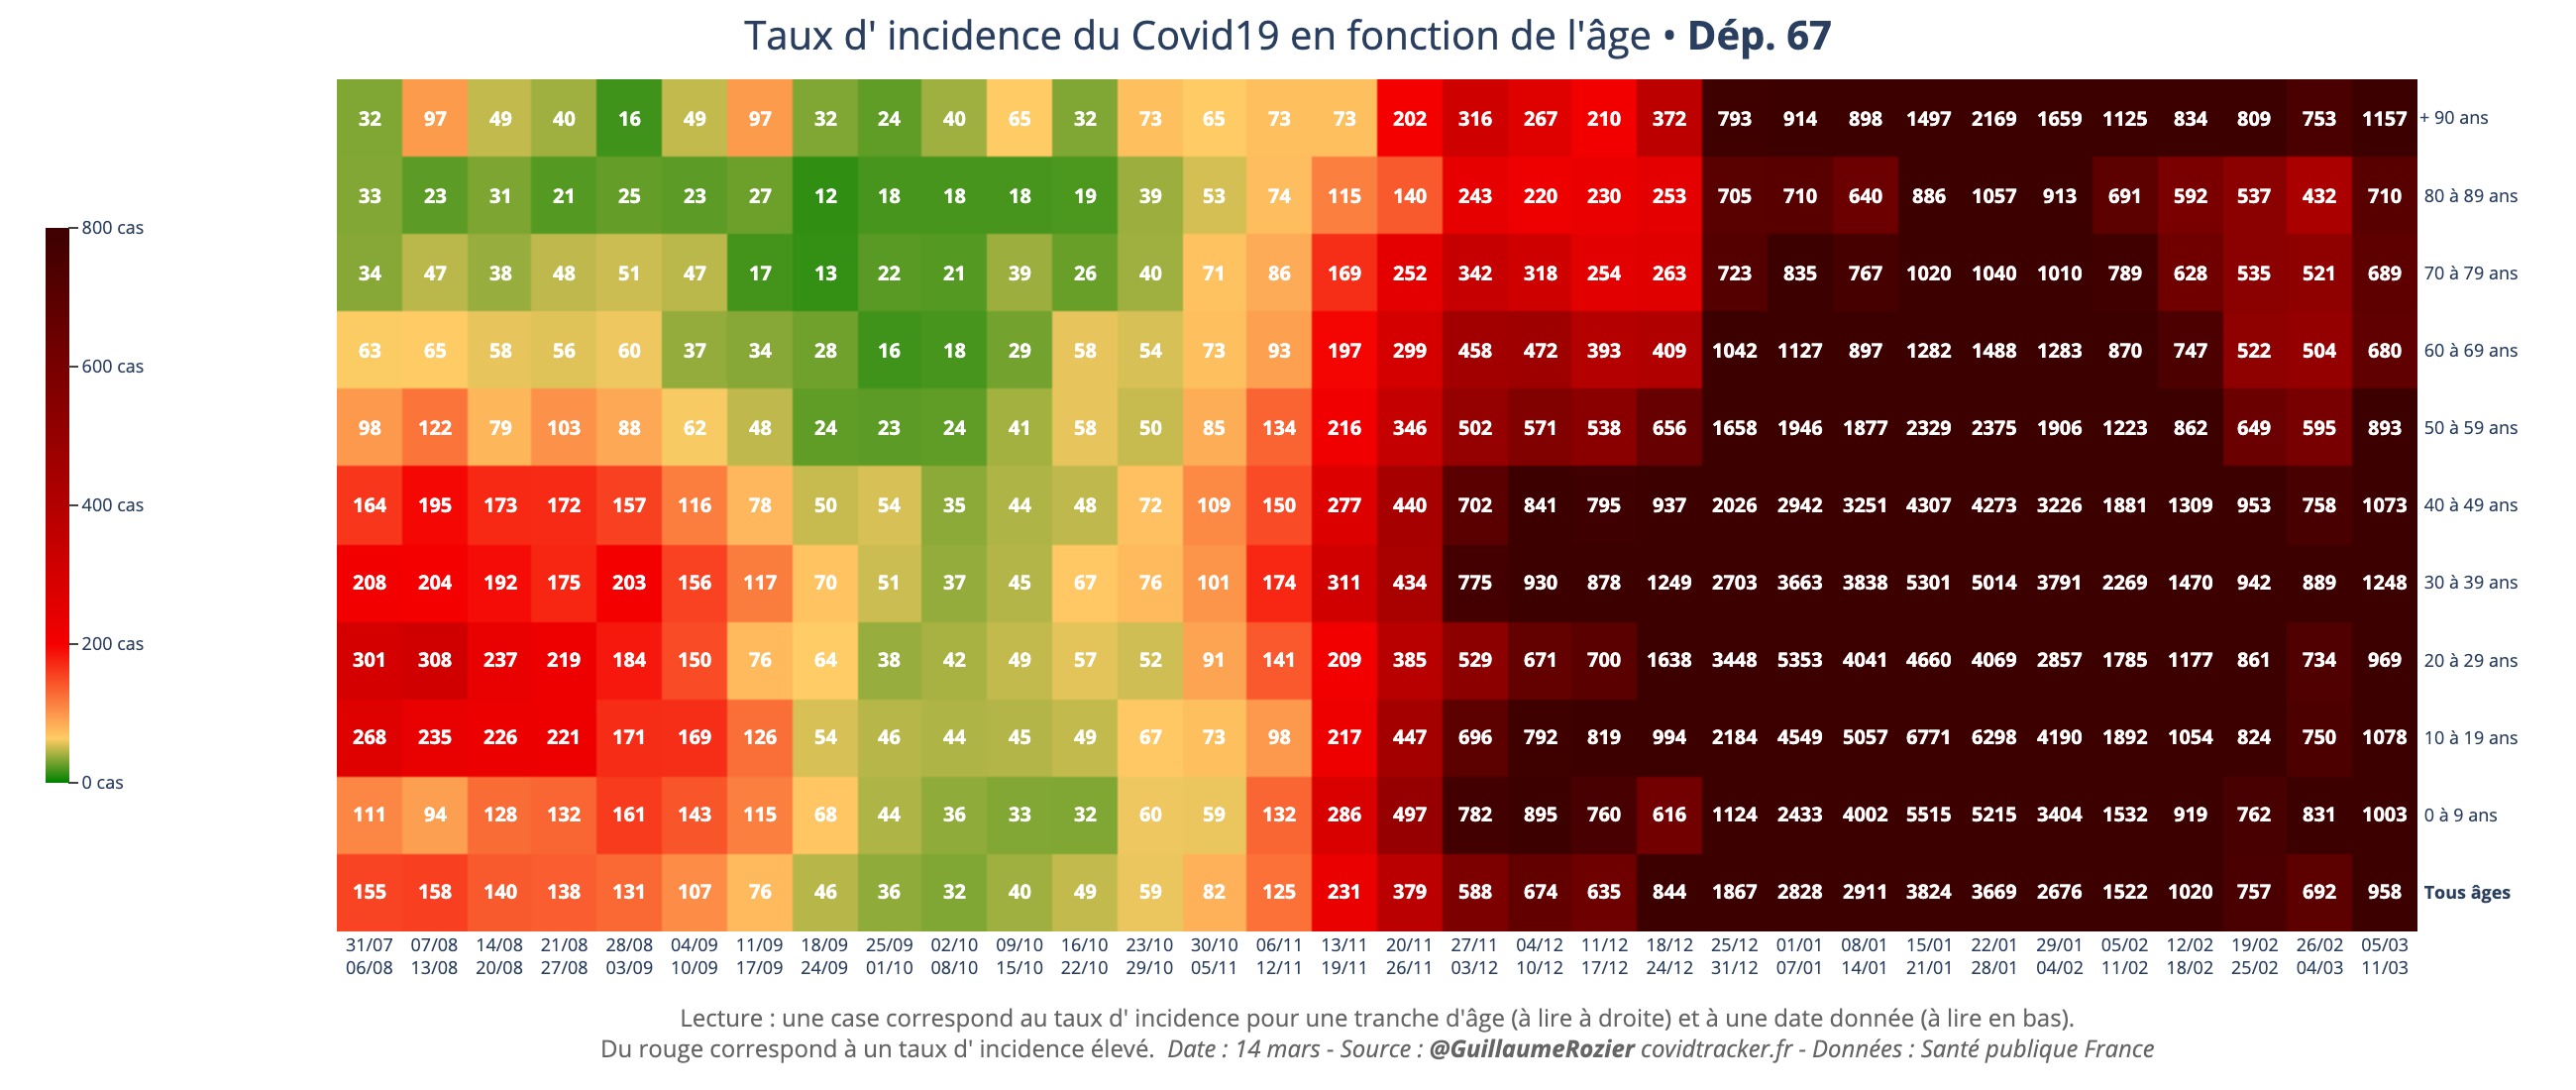 Taux d' incidence du Covid19 en fonction de l'âge • Dép. 67
32 97 49 40 16 49 97 32 24 40 65 32 73 65 73 73 202 316 267 210 372 793 914 898 1497 2169 1659 1125 834 809 753 1157 + 90 ans
33 23 31 21 25 23 27 12 18 18 18 19 39 53 74 115 140 243 220 230 253 705 710 640 886 1057 913 691 592 537 432 710 80 à 89 ans
34 47 38 48 51 47 17 13 22 21 39 26 40 71 86 169 252 342 318 254 263 723 835 767 1020 1040 1010 789 628 535 521 689 70 à 79 ans
63 65 58 56 60 37 34 28 16 18 29 58 54 73 93 197 299 458 472 393 409 1042 1127 897 1282 1488 1283 870 747 522 504 680 60 à 69 ans
98 122 79 103 88 62 48 24 23 24 41 58 50 85 134 216 346 502 571 538 656 1658 1946 1877 2329 2375 1906 1223 862 649 595 893 50 à 59 ans
164 195 173 172 157 116 78 50 54 35 44 48 72 109 150 277 440 702 841 795 937 2026 2942 3251 4307 4273 3226 1881 1309 953 758 1073 40 à 49 ans
208 204 192 175 203 156 117 70 51 37 45 67 76 101 174 311 434 775 930 878 1249 2703 3663 3838 5301 5014 3791 2269 1470 942 889 1248 30 à 39 ans
301 308 237 219 184 150 76 64 38 42 49 57 52 91 141 209 385 529 671 700 1638 3448 5353 4041 4660 4069 2857 1785 1177 861 734 969 20 à 29 ans
268 235 226 221 171 169 126 54 46 44 45 49 67 73 98 217 447 696 792 819 994 2184 4549 5057 6771 6298 4190 1892 1054 824 750 1078 10 à 19 ans
111 94 128 132 161 143 115 68 44 36 33 32 60 59 132 286 497 782 895 760 616 1124 2433 4002 5515 5215 3404 1532 919 762 831 1003 0 à 9 ans
155 158 140 138 131 107 76 46 36 32 40 49 59 82 125 231 379 588 674 635 844 1867 2828 2911 3824 3669 2676 1522 1020 757 692 958 Tous âges
31/07 07/08 14/08 21/08 28/08 04/09 11/09 18/09 25/09 02/10 09/10 16/10 23/10 30/10 06/11 13/11 20/11 27/11 04/12 11/12 18/12 25/12 01/01 08/01 15/01 22/01 29/01 05/02 12/02 19/02 26/02 05/03
06/08 13/08 20/08 27/08 03/09 10/09 17/09 24/09 01/10 08/10 15/10 22/10 29/10 05/11 12/11 19/11 26/11 03/12 10/12 17/12 24/12 31/12 07/01 14/01 21/01 28/01 04/02 11/02 18/02 25/02 04/03 11/03
800 cas
600 cas
400 cas
200 cas
0 cas
Lecture : une case correspond au taux d' incidence pour une tranche d'âge (à lire à droite) et à une date donnée (à lire en bas).
Du rouge correspond à un taux d' incidence élevé. Date : 14 mars - Source : @GuillaumeRozier covidtracker.fr - Données : Santé publique France